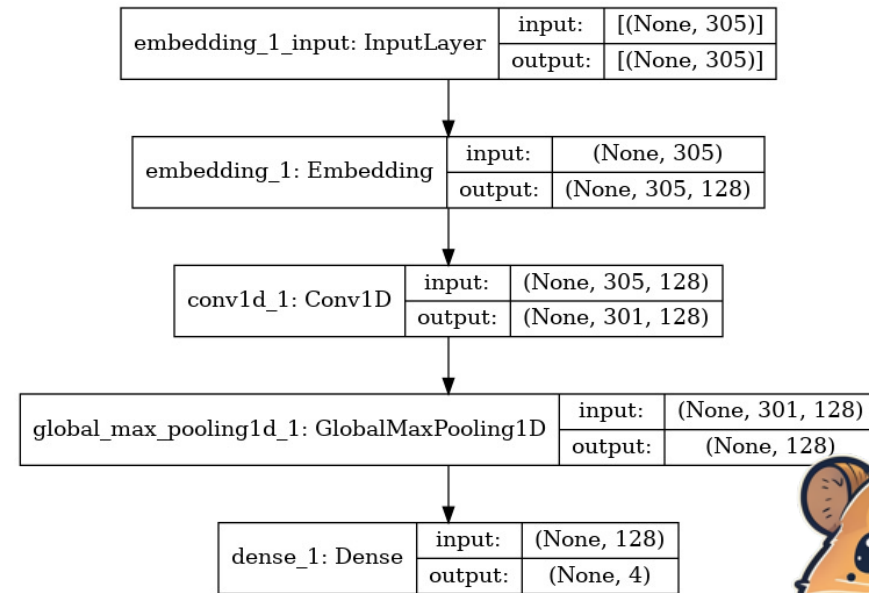 embedding_1_input: InputLayer
input: [(None, 305)]
output: [(None, 305)]
embedding_1: Embedding
input: (None, 305)
output: (None, 305, 128)
conv1d_1: Conv1D
input: (None, 305, 128)
output: (None, 301, 128)
global_max_pooling1d_1: GlobalMaxPooling1D
input: (None, 301, 128)
output: (None, 128)
dense_1: Dense
input: (None, 128)
output: (None, 4)